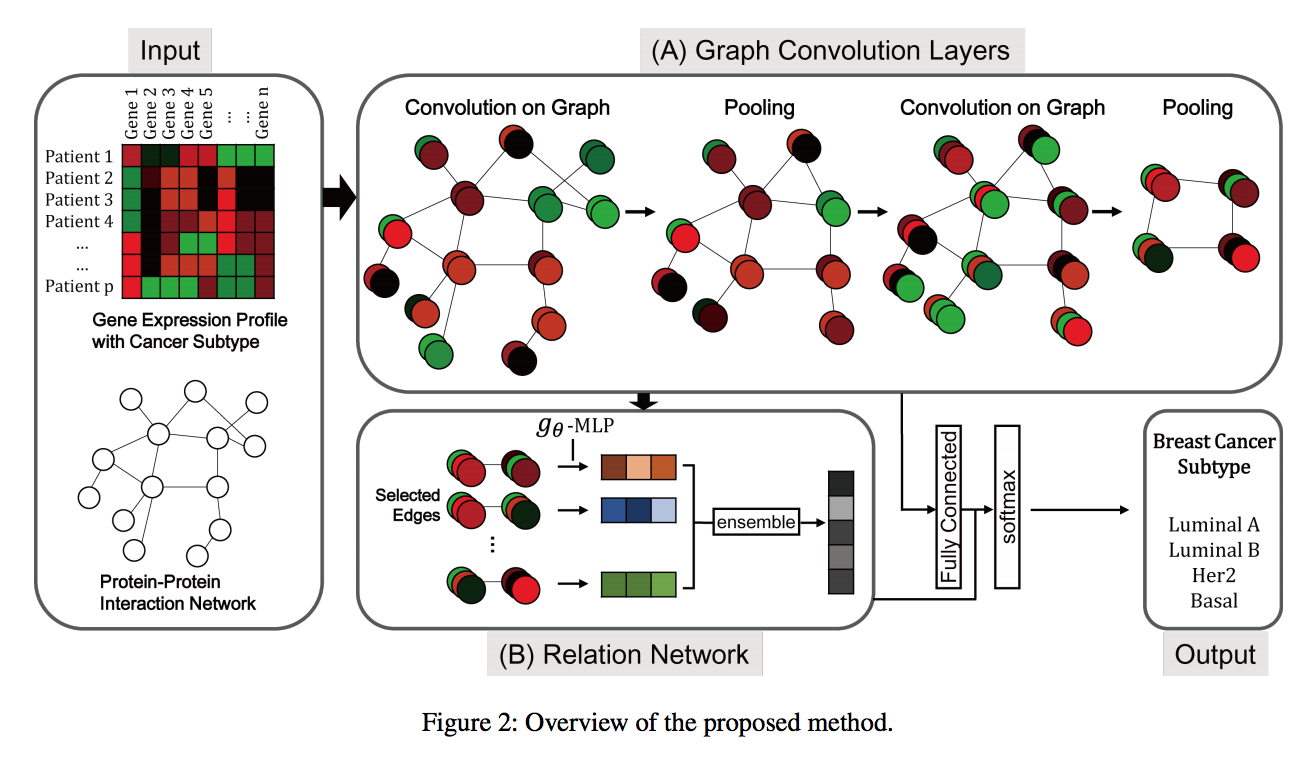 Input
(A) Graph Convolution Layers
Gene 1
Gene 2
Gene 3
Gene 4
Gene 5
...
...
Gene n
Patient 1
Patient 2
Patient 3
Patient 4
...
...
Patient p
Gene Expression Profile
with Cancer Subtype
Protein-Protein
Interaction Network
Convolution on Graph
Pooling
Convolution on Graph
Pooling
gθ-MLP
Selected
Edges
...
ensemble
(B) Relation Network
Fully Connected
softmax
Breast Cancer
Subtype
Luminal A
Luminal B
Her2
Basal
Output
Figure 2: Overview of the proposed method.